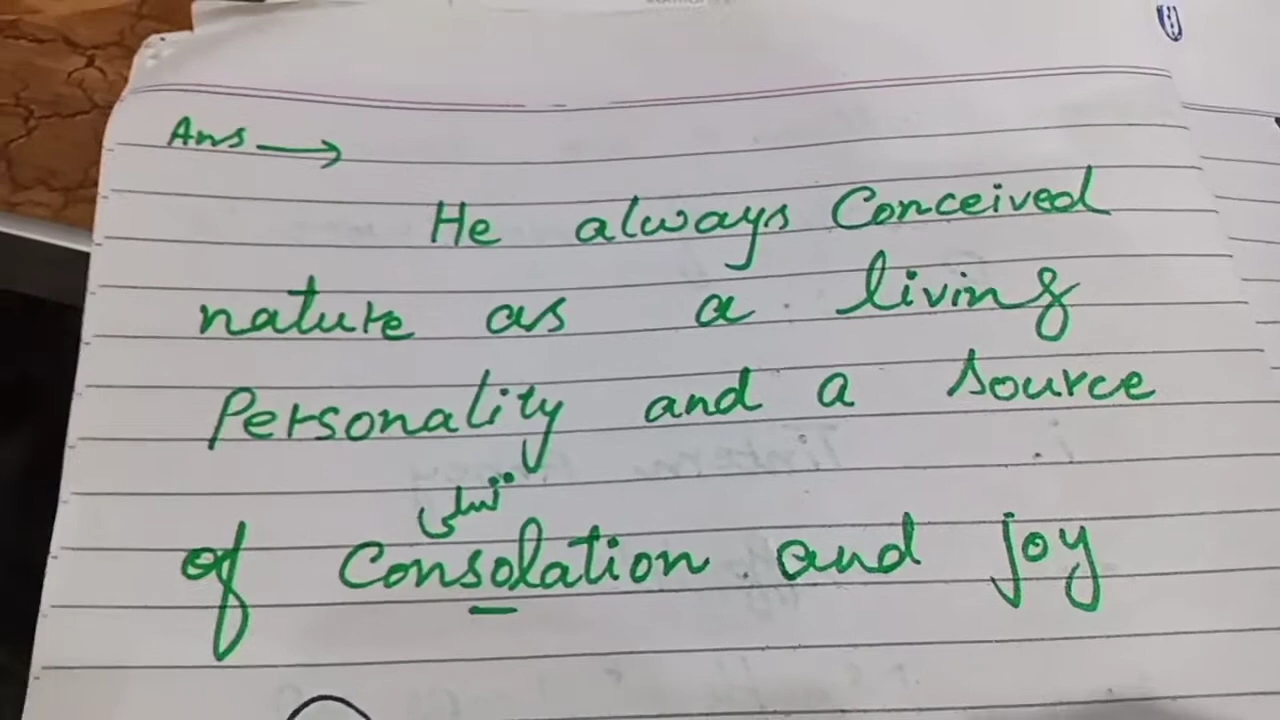 Ans →
He always Conceived
nature as a living
Personality and a source
تسلی
of Consolation and joy